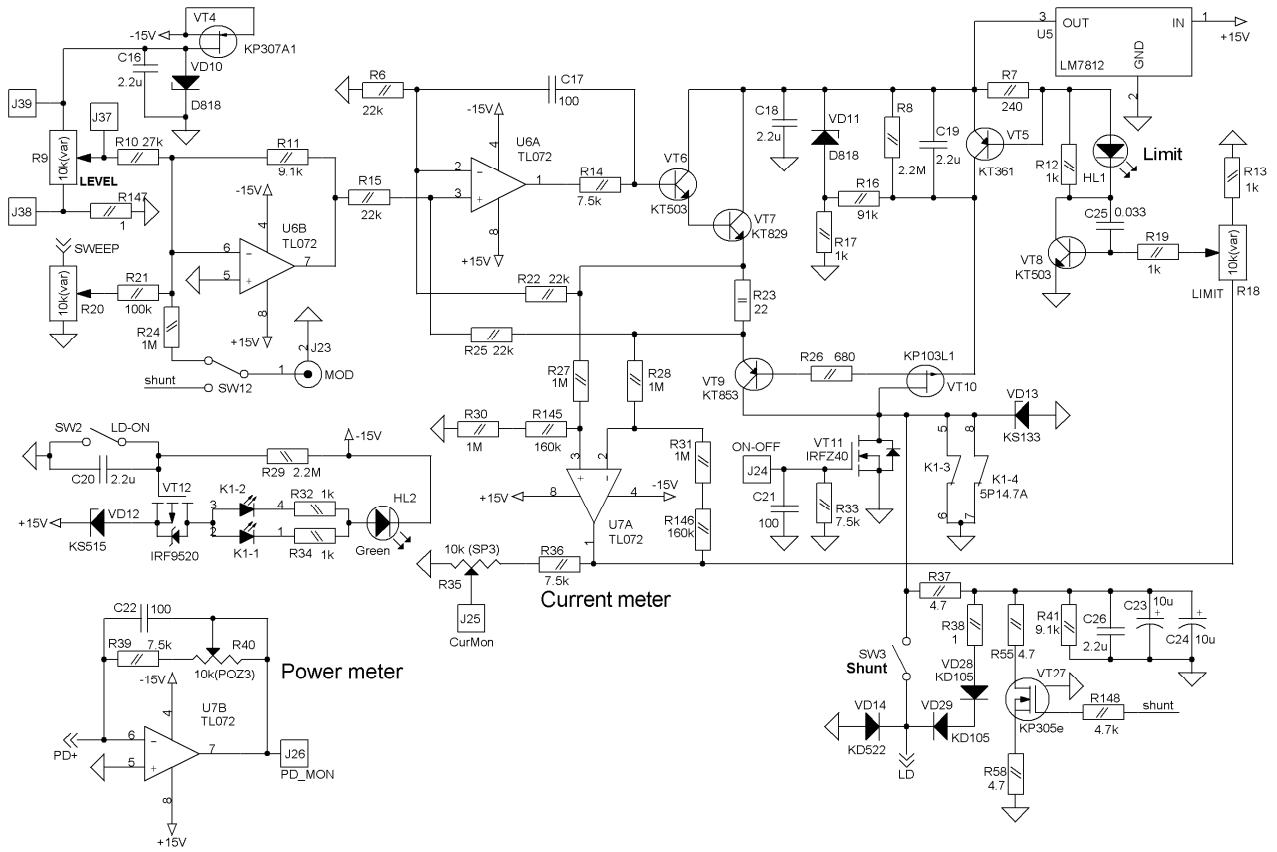 VT4
-15V
KP307A1
C16
2.2u
VD10
D818
J39
J37
R9
10k(var)
LEVEL
R10 27k
R11
9.1k
J38
R147
1
SWEEP
10k(var)
R20
R21
100k
R24
1M
-15V
4
U6B
TL072
6
5
7
8
+15V
J23
2
1
MOD
shunt
SW12
R6
22k
C17
100
U6A
TL072
-15V
4
2
3
1
8
+15V
R15
22k
R14
7.5k
VT6
KT503
VT7
KT829
R22 22k
R23
22
R25 22k
C18
2.2u
VD11
D818
R8
2.2M
C19
2.2u
R16
91k
R17
1k
R7
240
VT5
KT361
3
OUT
IN
1
U5
LM7812
GND
2
+15V
R12
1k
HL1
Limit
C25
0.033
VT8
KT503
R19
1k
R13
1k
10k(var)
LIMIT
R18
R27
1M
R28
1M
VT9
KT853
R26 680
KP103L1
VT10
VD13
KS133
SW2
LD-ON
C20
2.2u
R29 2.2M
-15V
VT12
K1-2
3
4
R32
1k
HL2
Green
+15V
VD12
KS515
IRF9520
2
K1-1
1
R34
1k
R30
1M
R145
160k
3
2
+15V
8
4
-15V
U7A
TL072
1
R31
1M
R146
160k
ON-OFF
J24
C21
100
R33
7.5k
VT11
IRFZ40
5
8
K1-3
K1-4
5P14.7A
6
7
10k (SP3)
R35
R36
7.5k
J25
CurMon
Current meter
C22
100
R39
7.5k
R40
10k(POZ3)
Power meter
-15V
4
U7B
TL072
PD+
6
5
7
8
+15V
J26
PD_MON
SW3
Shunt
R37
4.7
R38
1
VD28
KD105
VD14
KD522
VD29
KD105
LD
R55 4.7
R41
9.1k
C26
2.2u
C23
10u
C24
10u
VT27
KP305e
R148
4.7k
shunt
R58
4.7